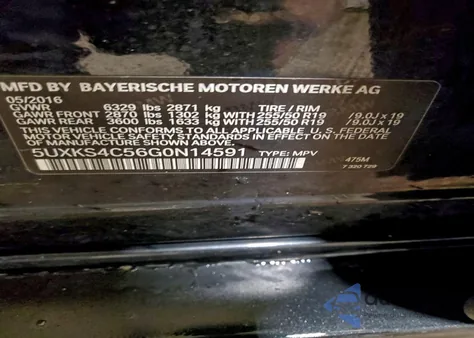 MFD BY BAYERISCHE MOTOREN WERKE AG
05/2016
GVWR 6329 lbs 2871 kg TIRE / RIM
GAWR FRONT 2870 lbs 1302 kg WITH 255/50 R19 /9.0J x 19
GAWR REAR 3600 lbs 1633 kg WITH 255/50 R19 /9.0J x 19
THIS VEHICLE CONFORMS TO ALL APPLICABLE U.S. FEDERAL
MOTOR VEHICLE SAFETY STANDARDS IN EFFECT ON THE DATE
OF MANUFACTURE SHOWN ABOVE.
5UXKS4C56G0N14591 TYPE: MPV
475M
7 320 728